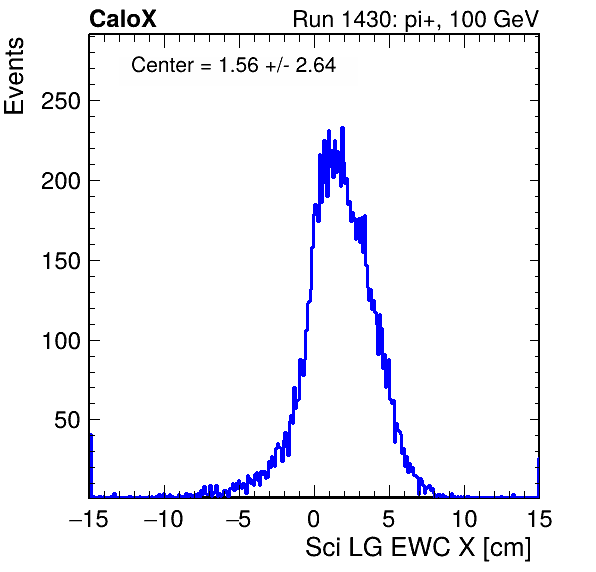 CaloX Run 1430: pi+, 100 GeV
Center = 1.56 +/- 2.64
Events
250
200
150
100
50
−15 −10 −5 0 5 10 15
Sci LG EWC X [cm]